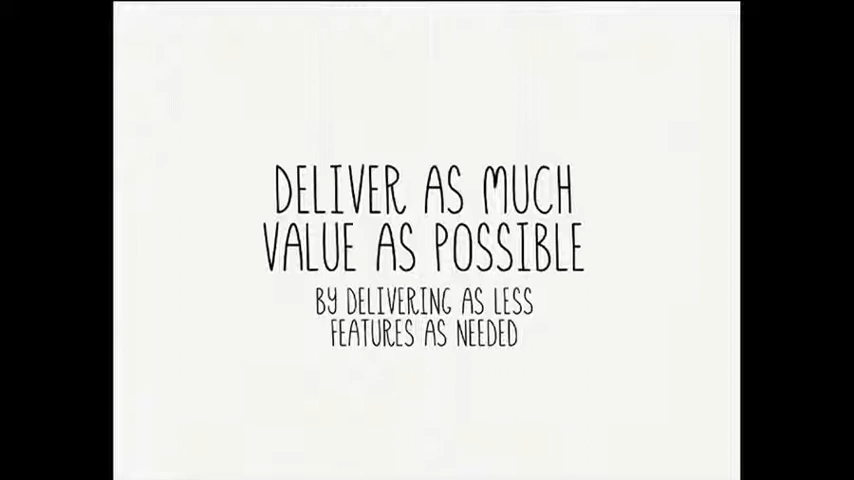 DELIVER AS MUCH
VALUE AS POSSIBLE
BY DELIVERING AS LESS
FEATURES AS NEEDED